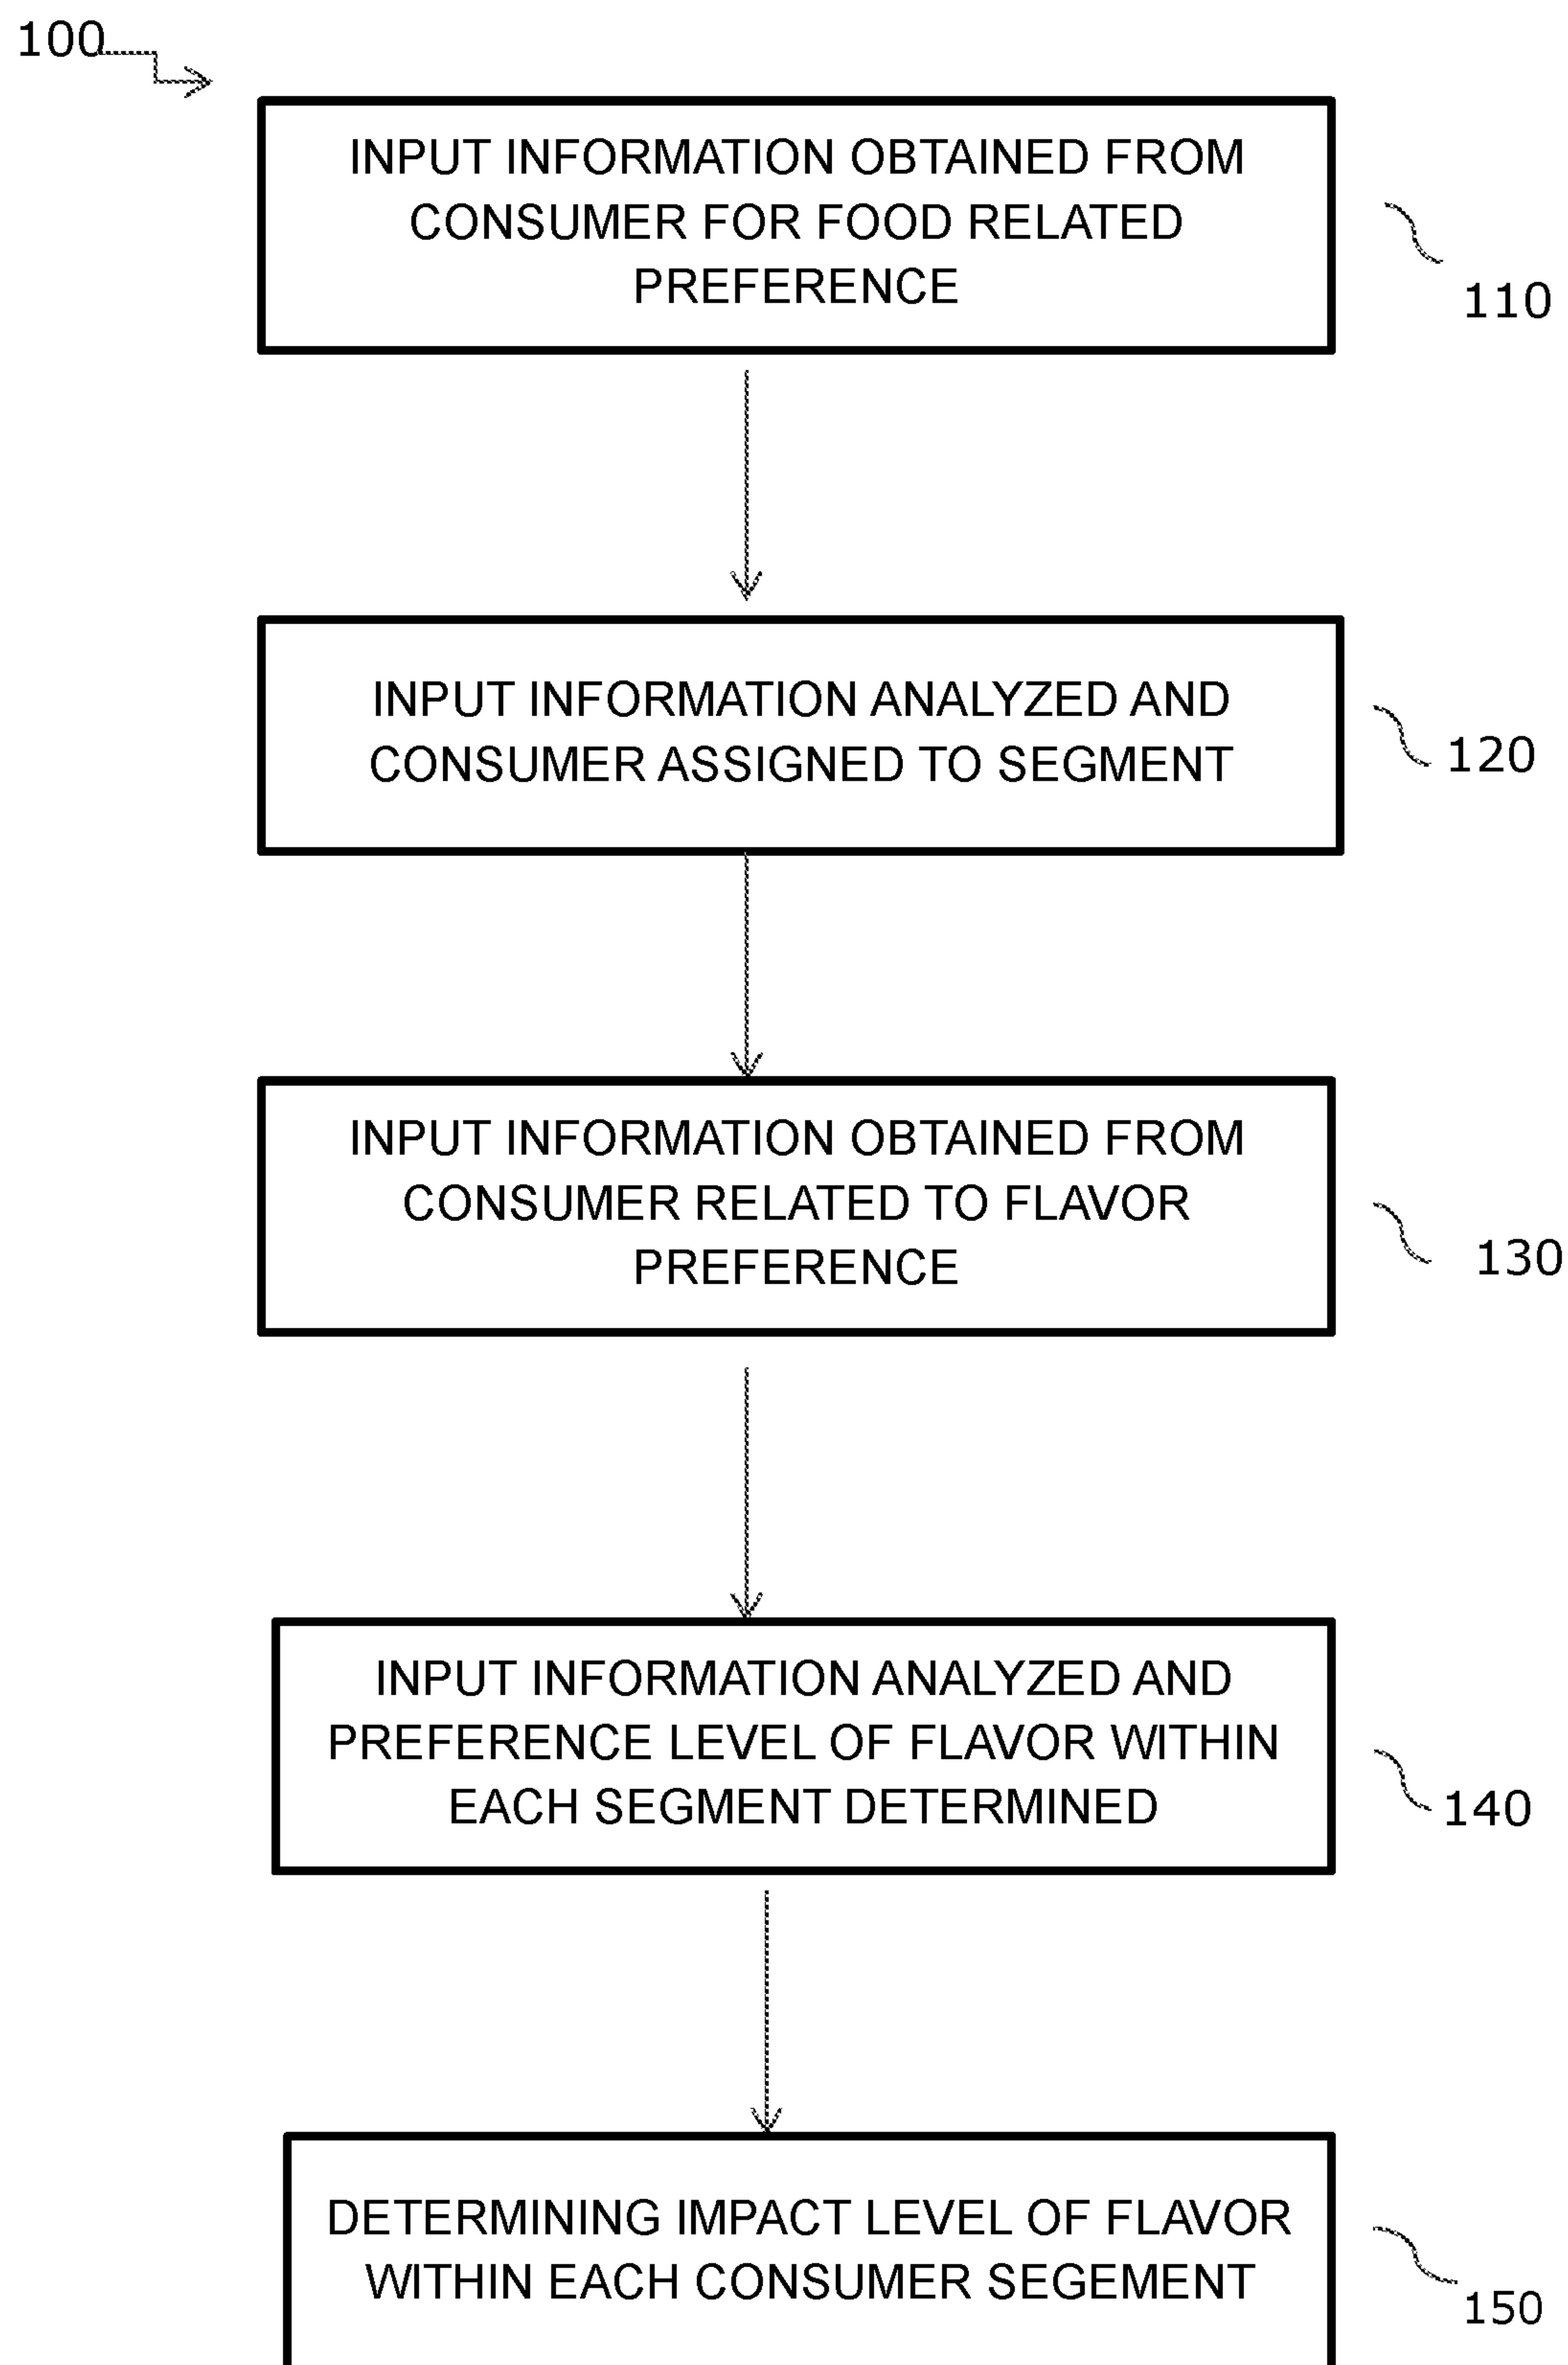 100
INPUT INFORMATION OBTAINED FROM
CONSUMER FOR FOOD RELATED
PREFERENCE
110
INPUT INFORMATION ANALYZED AND
CONSUMER ASSIGNED TO SEGMENT
120
INPUT INFORMATION OBTAINED FROM
CONSUMER RELATED TO FLAVOR
PREFERENCE
130
INPUT INFORMATION ANALYZED AND
PREFERENCE LEVEL OF FLAVOR WITHIN
EACH SEGMENT DETERMINED
140
DETERMINING IMPACT LEVEL OF FLAVOR
WITHIN EACH CONSUMER SEGEMENT
150